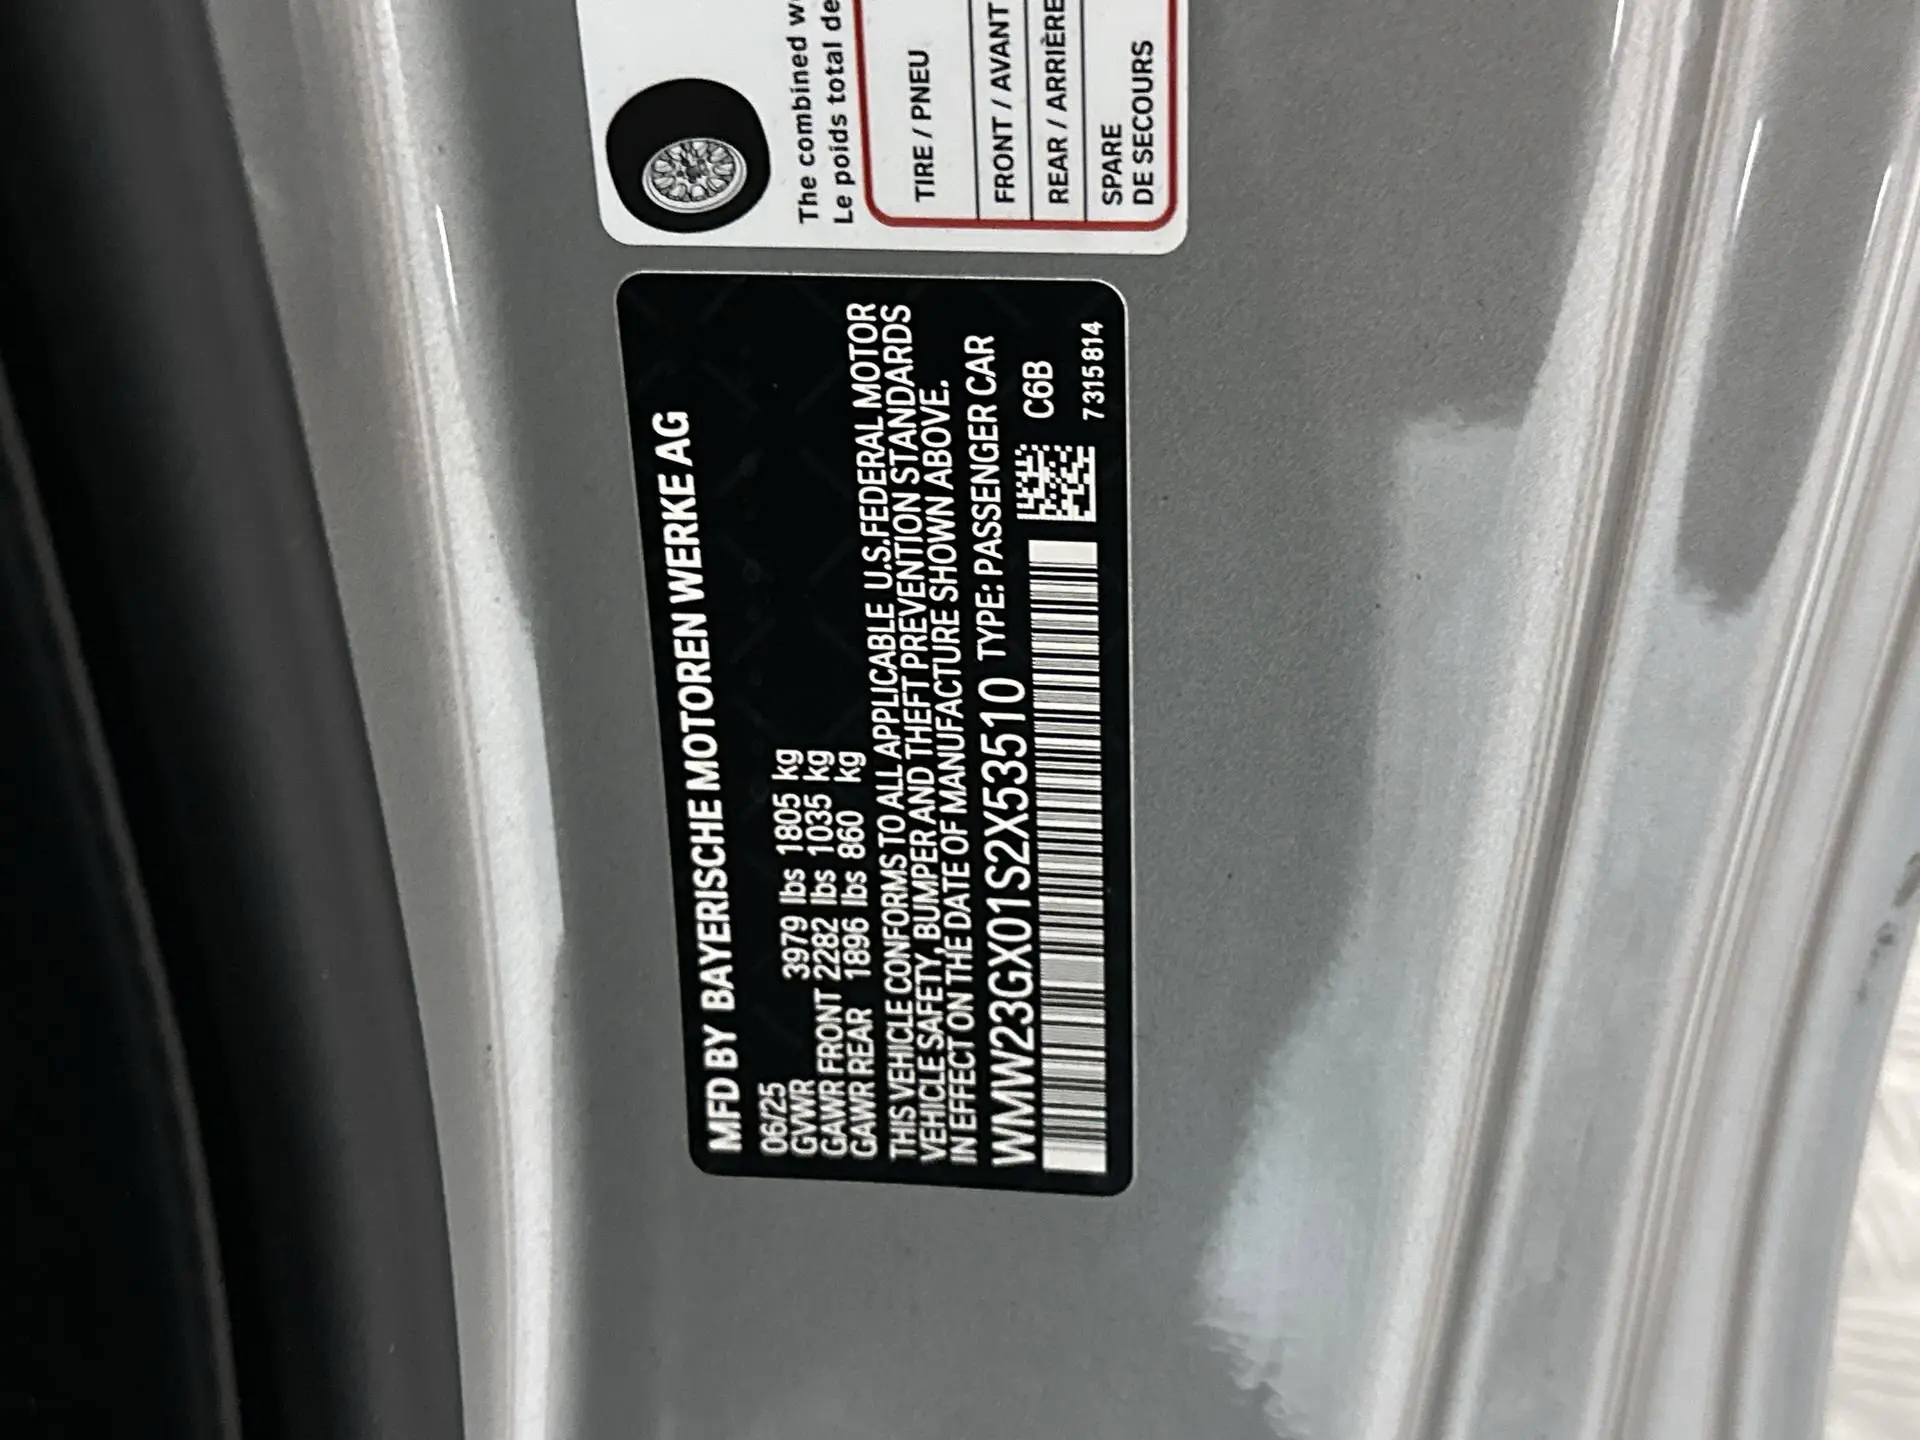 The combined w
Le poids total de
TIRE / PNEU
FRONT / AVANT
REAR / ARRIÈRE
SPARE
DE SECOURS
MFD BY BAYERISCHE MOTOREN WERKE AG
06/25
GVWR 3979 lbs 1805 kg
GAWR FRONT 2282 lbs 1035 kg
GAWR REAR 1896 lbs 860 kg
THIS VEHICLE CONFORMS TO ALL APPLICABLE U.S.FEDERAL MOTOR
VEHICLE SAFETY, BUMPER AND THEFT PREVENTION STANDARDS
IN EFFECT ON THE DATE OF MANUFACTURE SHOWN ABOVE.
WMW23GX01S2X53510 TYPE: PASSENGER CAR
C6B
7315814